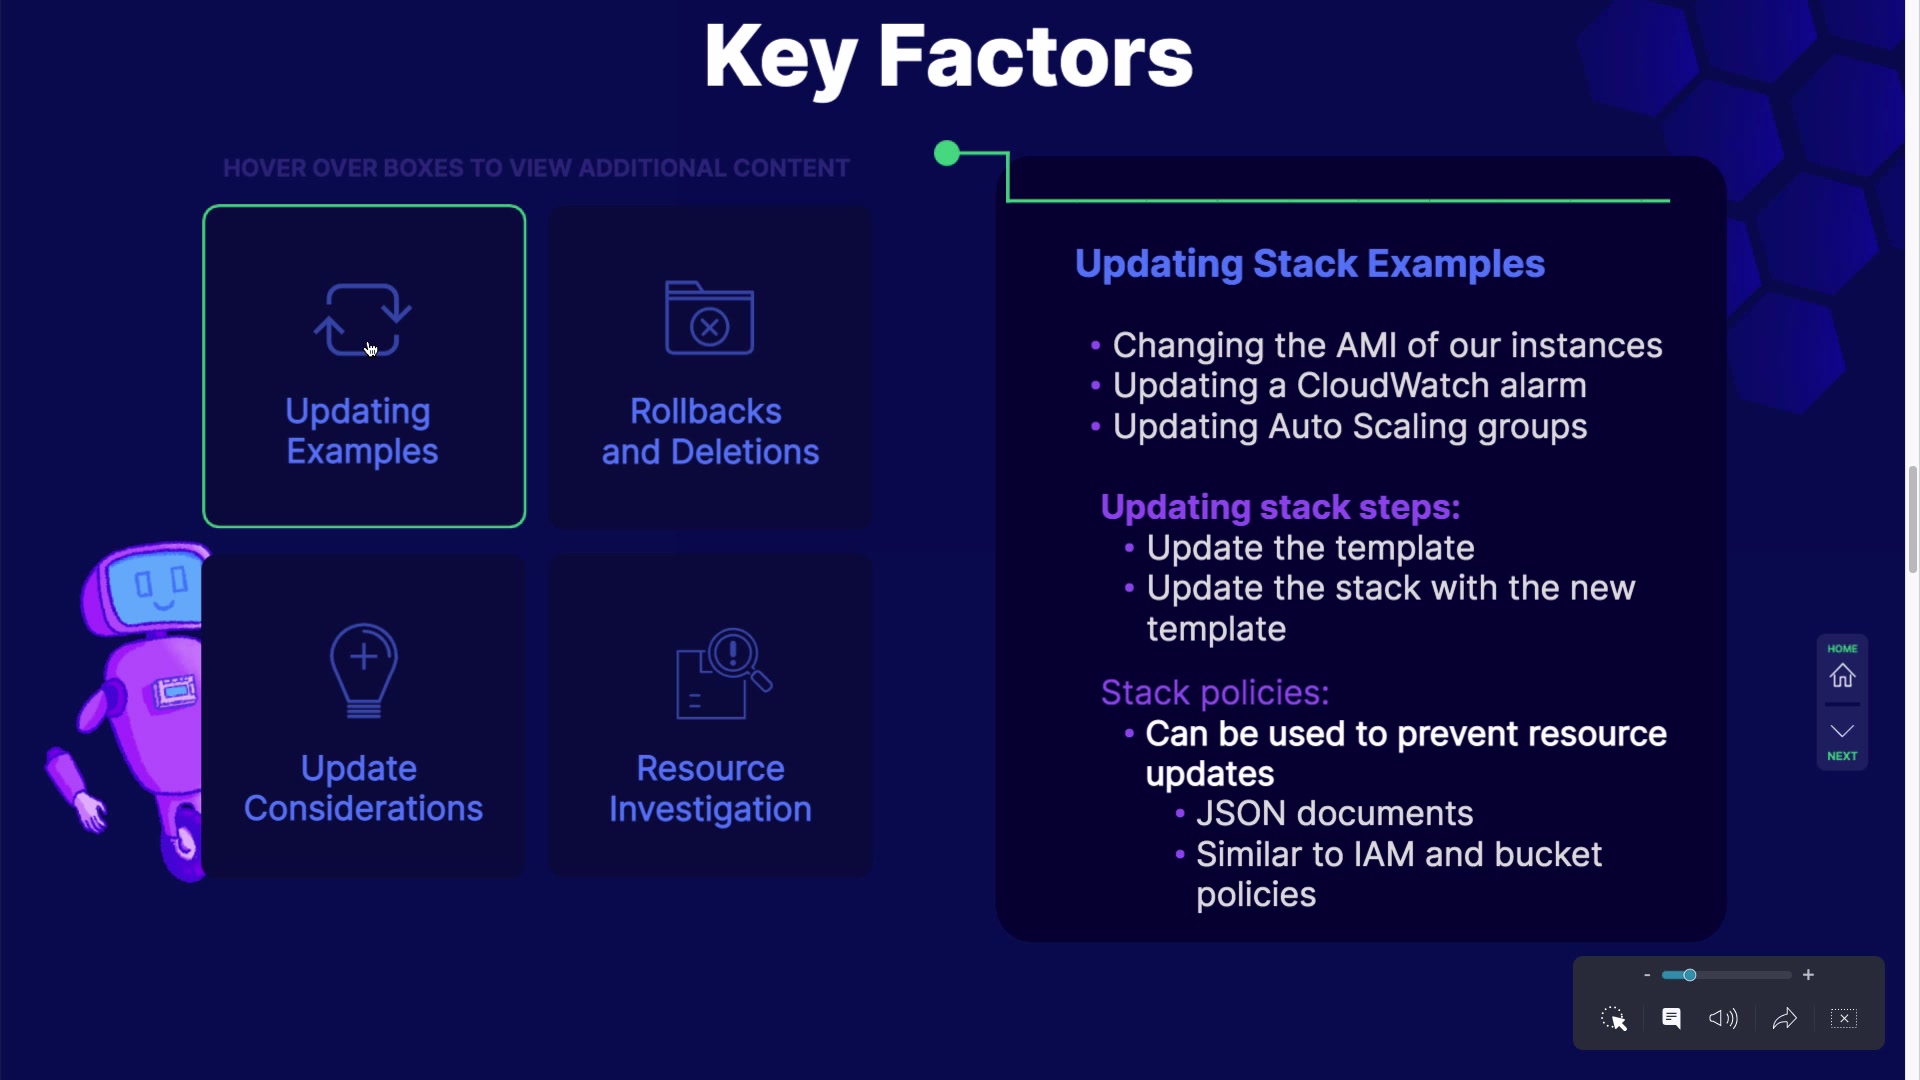 Key Factors
HOVER OVER BOXES TO VIEW ADDITIONAL CONTENT
Updating
Examples
Rollbacks
and Deletions
Update
Considerations
Resource
Investigation
Updating Stack Examples
• Changing the AMI of our instances
• Updating a CloudWatch alarm
• Updating Auto Scaling groups
Updating stack steps:
• Update the template
• Update the stack with the new
template
Stack policies:
• Can be used to prevent resource
updates
• JSON documents
• Similar to IAM and bucket
policies
HOME
NEXT
- +